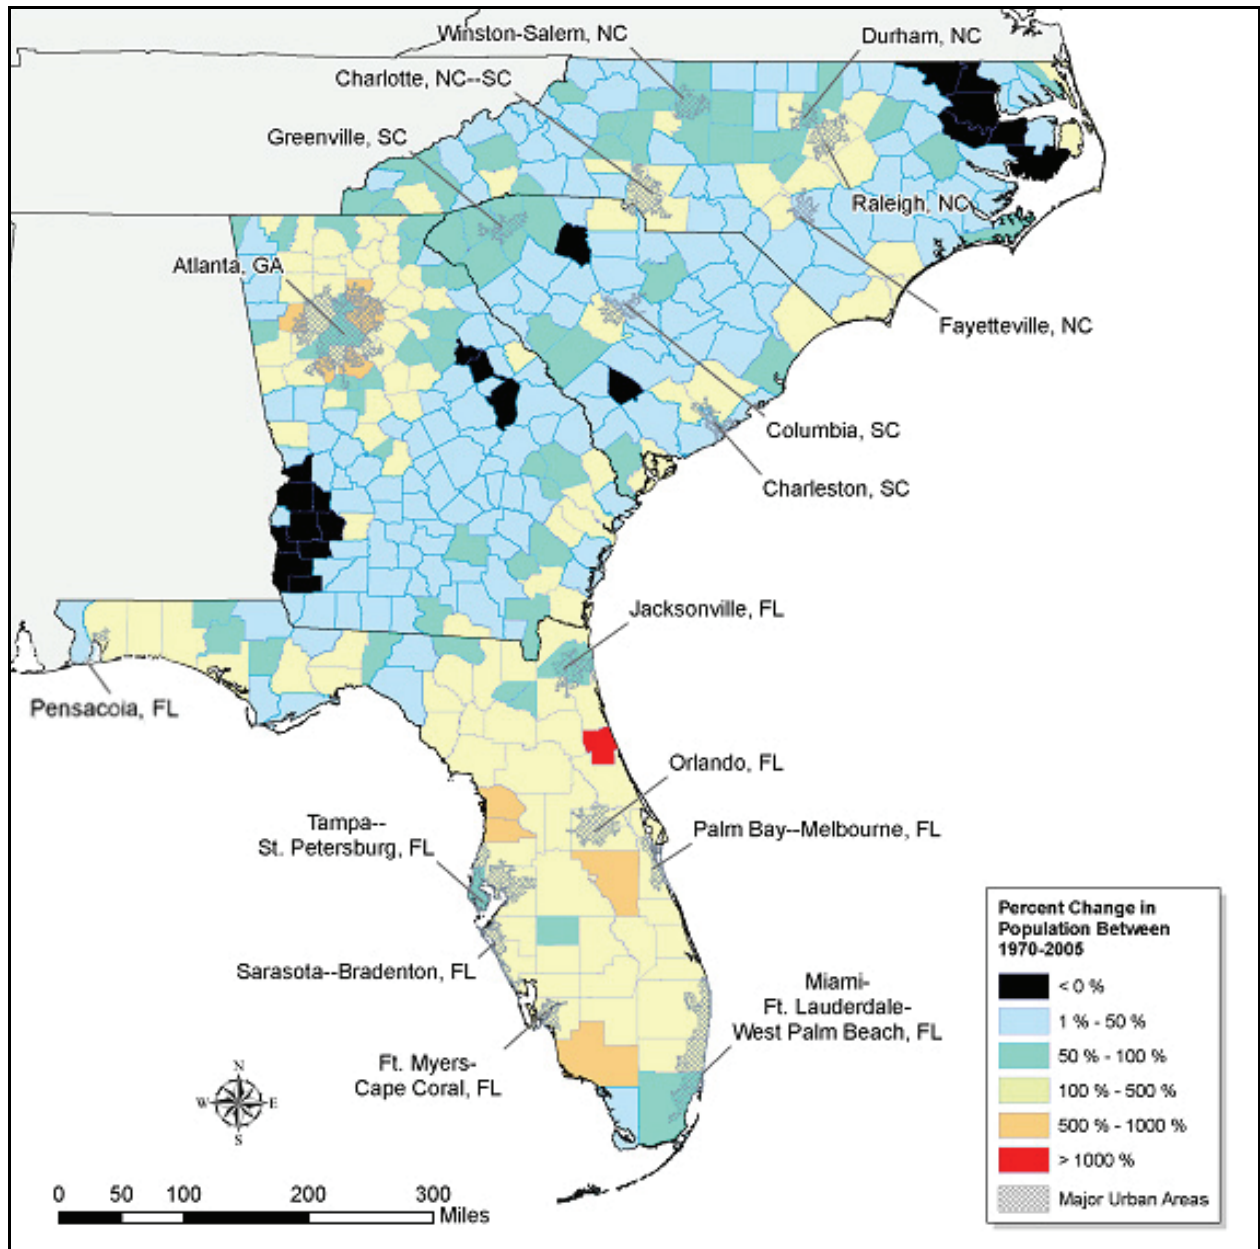 Winston-Salem, NC
Durham, NC
Charlotte, NC--SC
Greenville, SC
Raleigh, NC
Atlanta, GA
Fayetteville, NC
Columbia, SC
Charleston, SC
Jacksonville, FL
Pensacoia, FL
Orlando, FL
Tampa--
St. Petersburg, FL
Palm Bay--Melbourne, FL
Sarasota--Bradenton, FL
Miami-
Ft. Lauderdale-
West Palm Beach, FL
Ft. Myers-
Cape Coral, FL
N
W E
S
0 50 100 200 300
Miles
Percent Change in
Population Between
1970-2005
< 0 %
1 % - 50 %
50 % - 100 %
100 % - 500 %
500 % - 1000 %
> 1000 %
Major Urban Areas